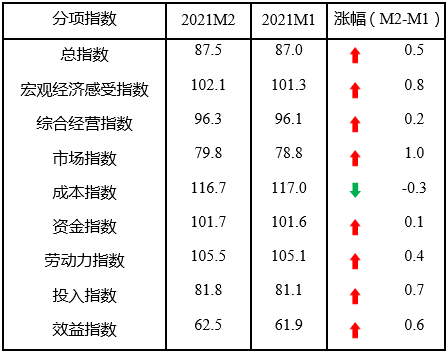 分项指数 2021M2 2021M1 涨幅（M2-M1）
总指数 87.5 87.0 0.5
宏观经济感受指数 102.1 101.3 0.8
综合经营指数 96.3 96.1 0.2
市场指数 79.8 78.8 1.0
成本指数 116.7 117.0 -0.3
资金指数 101.7 101.6 0.1
劳动力指数 105.5 105.1 0.4
投入指数 81.8 81.1 0.7
效益指数 62.5 61.9 0.6